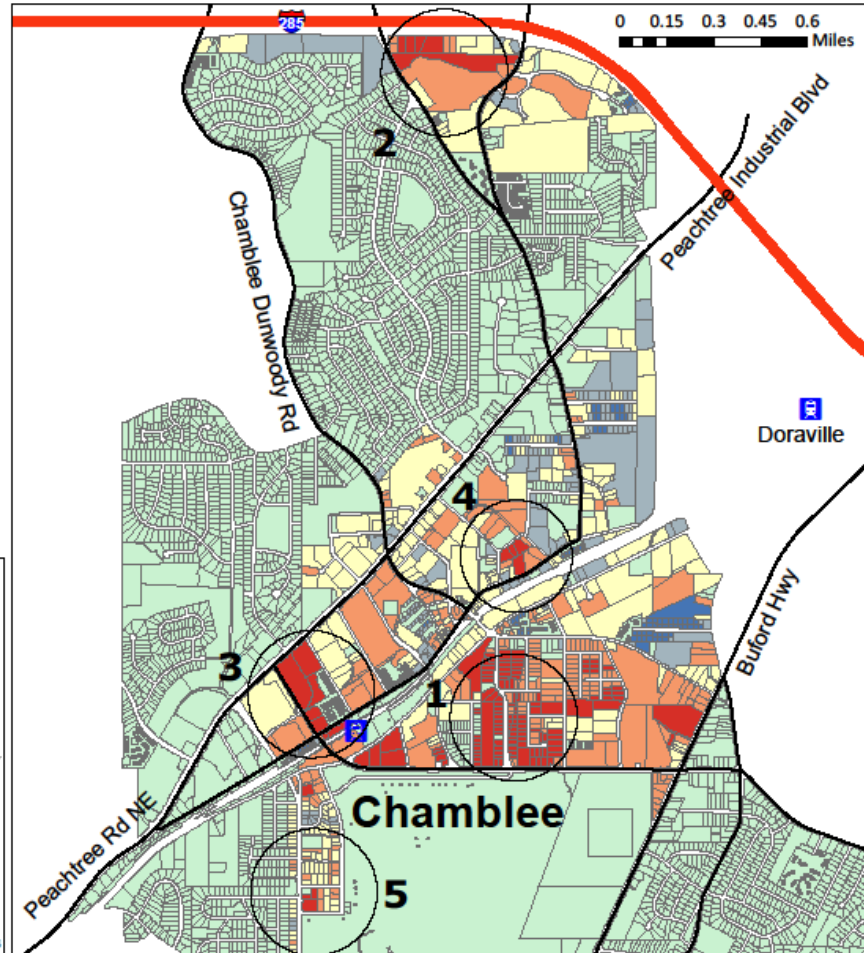 285
0 0.15 0.3 0.45 0.6
Miles
2
Peachtree Industrial Blvd
Chamblee Dunwoody Rd
Doraville
4
Buford Hwy
3
1
Chamblee
Peachtree Rd NE
5